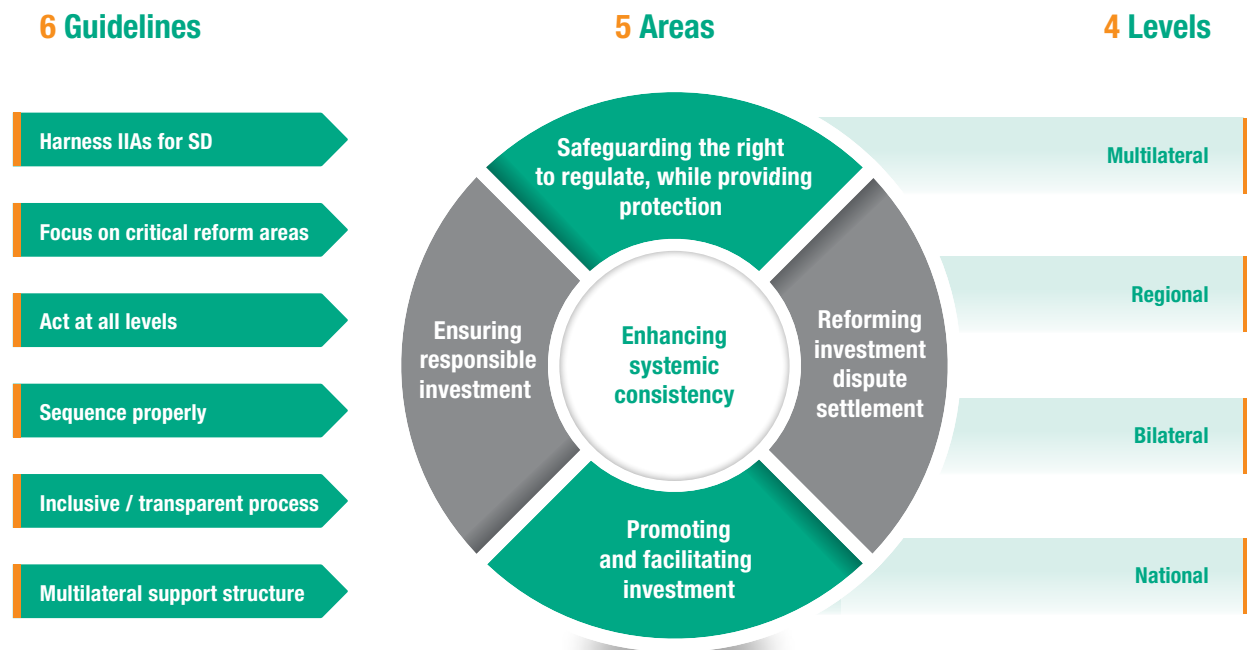 6 Guidelines
Harness IIAs for SD
Focus on critical reform areas
Act at all levels
Sequence properly
Inclusive / transparent process
Multilateral support structure
5 Areas
Safeguarding the right
to regulate, while providing
protection
Ensuring
responsible
investment
Enhancing
systemic
consistency
Reforming
investment
dispute
settlement
Promoting
and facilitating
investment
4 Levels
Multilateral
Regional
Bilateral
National